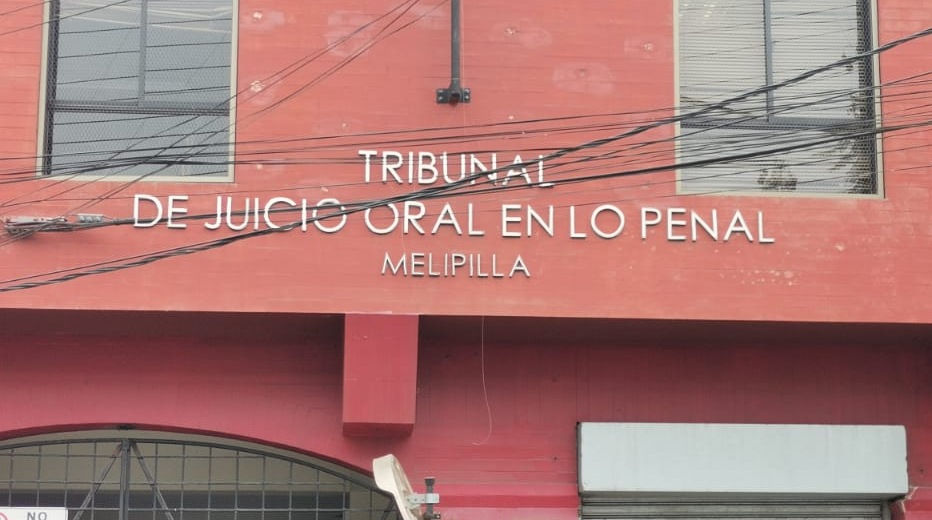 TRIBUNAL
DE JUICIO ORAL EN LO PENAL
MELIPILLA
NO